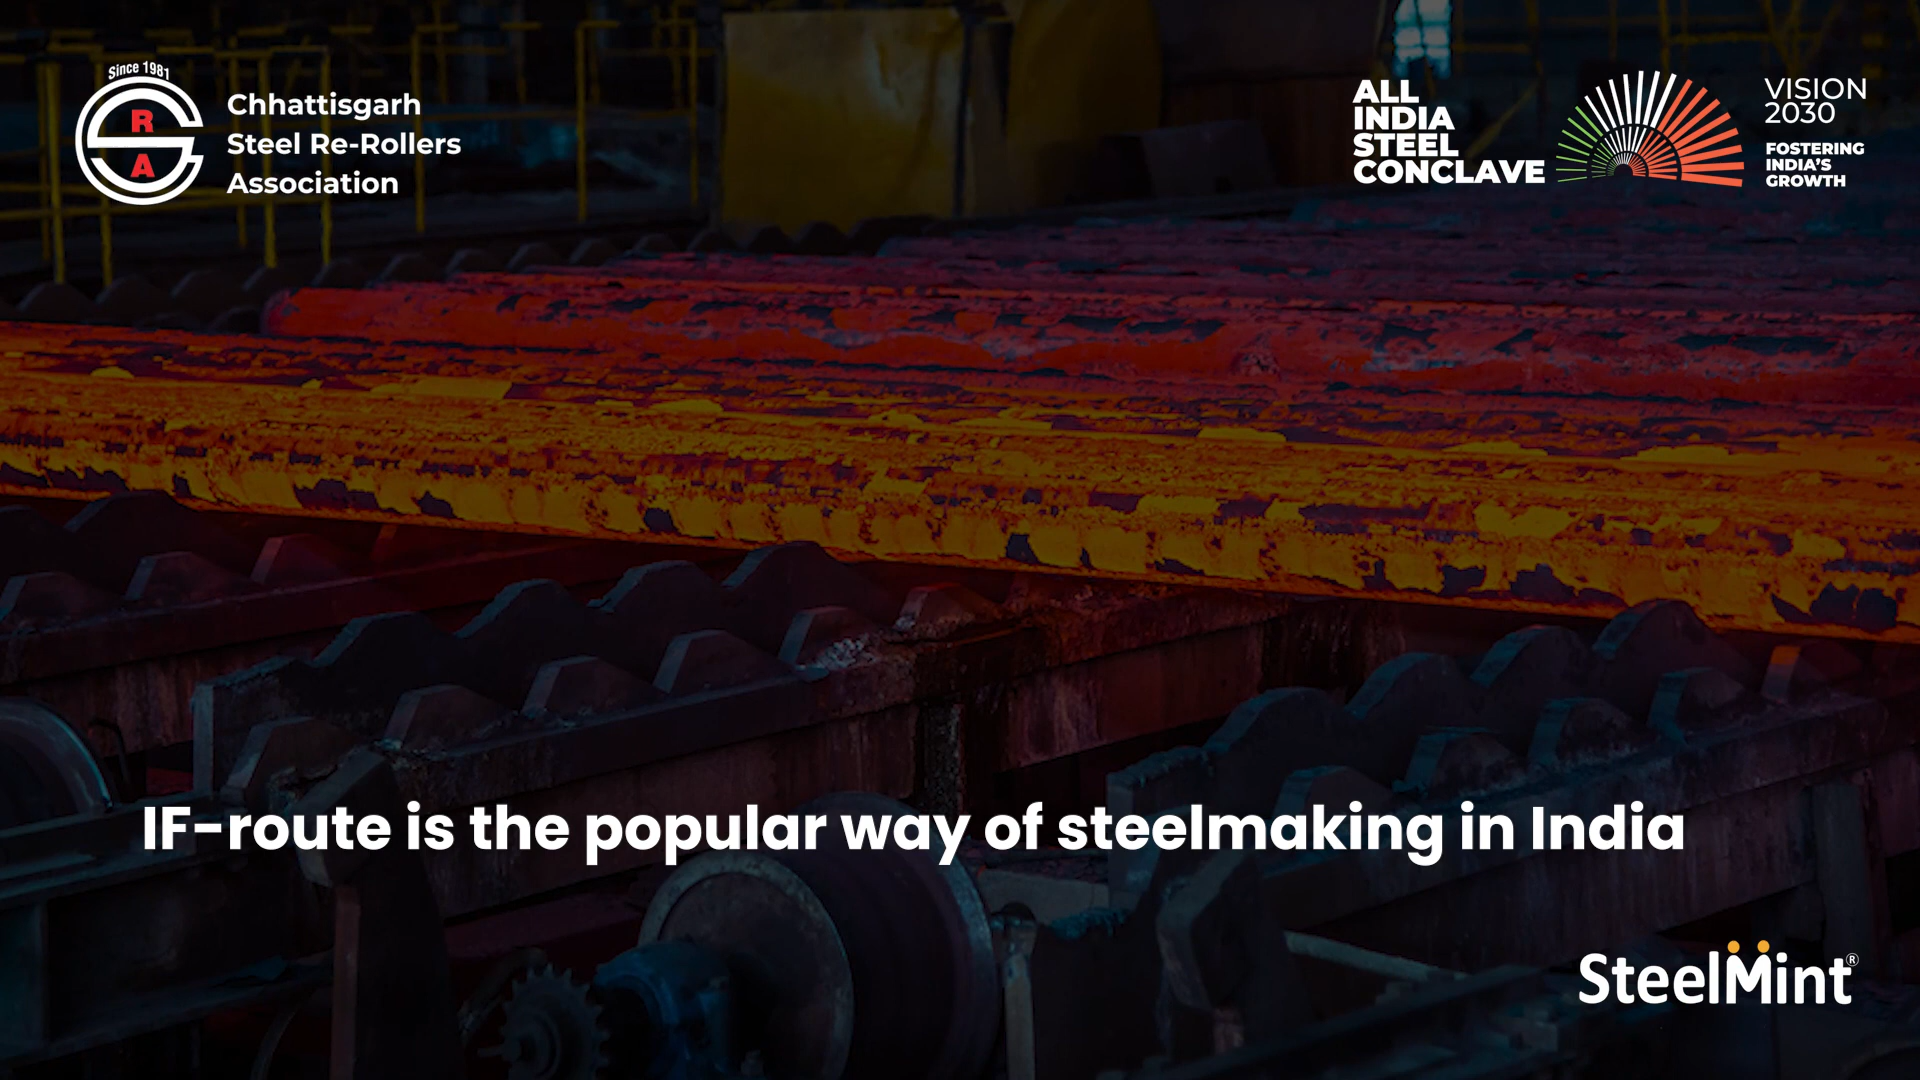 Since 1981
R
A
Chhattisgarh
Steel Re-Rollers
Association
ALL
INDIA
STEEL
CONCLAVE
VISION
2030
FOSTERING
INDIA'S
GROWTH
IF-route is the popular way of steelmaking in India
SteelMint®